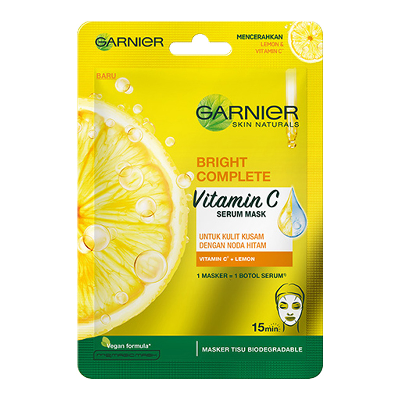 GARNIER
MENCERAHKAN
LEMON &
VITAMIN C*
SARU
GARNIER
SKIN NATURALS
BRIGHT
COMPLETE
Vitamin C
SERUM MASK
UNTUK KULIT KUSAM
DENGAN NODA HITAM
VITAMIN C* + LEMON
1 MASKER = 1 BOTOL SERUM
15min
Vegan formula*
MASKER TISU BIODEGRADABLE